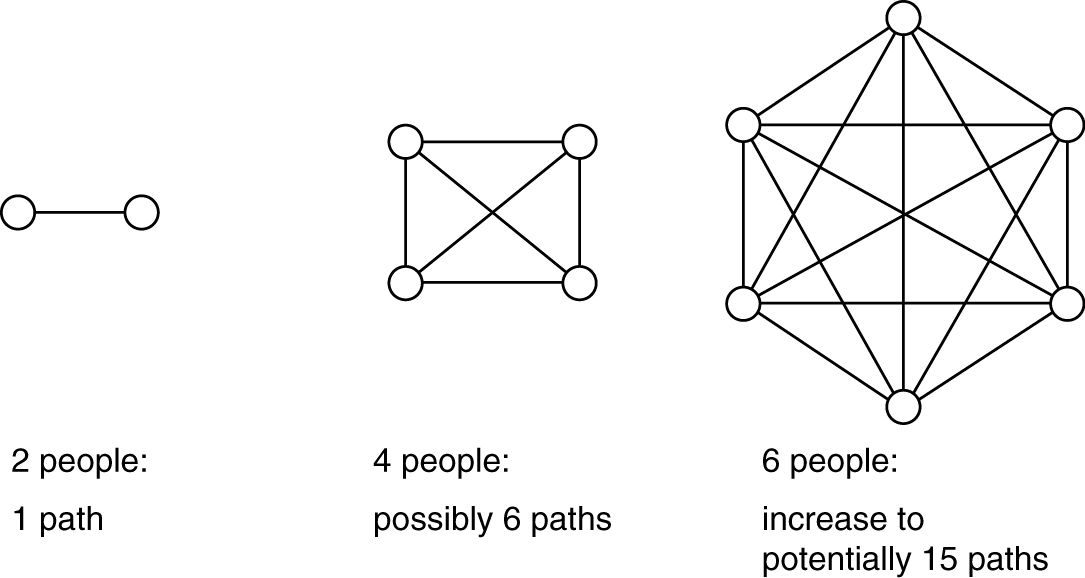 2 people:
1 path
4 people:
possibly 6 paths
6 people:
increase to
potentially 15 paths